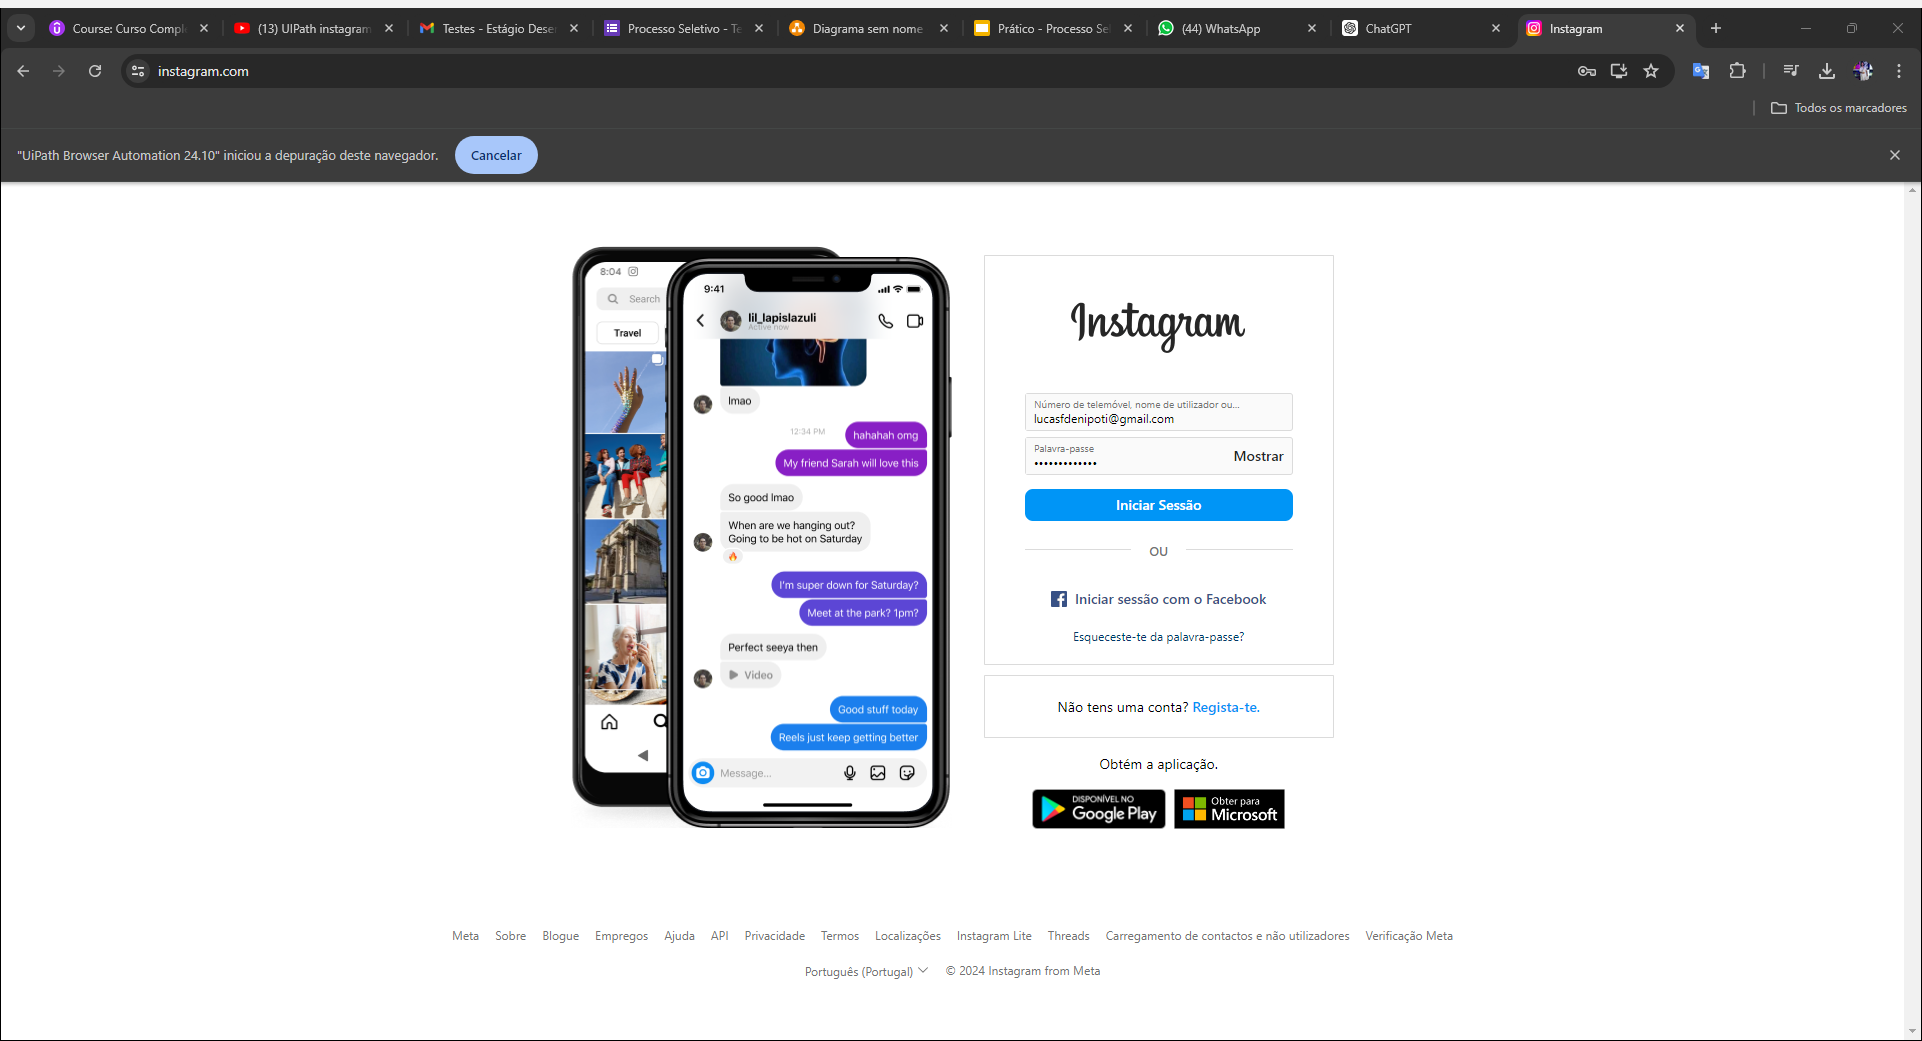 Course: Curso Compl
(13) UIPath instagram
Testes - Estágio Desen
Processo Seletivo - Te
Diagrama sem nome
Prático - Processo Sel
(44) WhatsApp
ChatGPT
Instagram
instagram.com
Todos os marcadores
"UiPath Browser Automation 24.10" iniciou a depuração deste navegador.
Cancelar
8:04
Search
Travel
9:41
lil_lapislazuli
Active now
lmao
12:34 PM
hahahah omg
My friend Sarah will love this
So good lmao
When are we hanging out?
Going to be hot on Saturday
I'm super down for Saturday?
Meet at the park? 1pm?
Perfect seeya then
Video
Good stuff today
Reels just keep getting better
Message...
Instagram
Número de telemóvel, nome de utilizador ou...
lucasfdenipoti@gmail.com
Palavra-passe
•••••••••••••
Mostrar
Iniciar Sessão
OU
Iniciar sessão com o Facebook
Esqueceste-te da palavra-passe?
Não tens uma conta? Regista-te.
Obtém a aplicação.
DISPONÍVEL NO
Google Play
Obter para
Microsoft
Meta Sobre Blogue Empregos Ajuda API Privacidade Termos Localizações Instagram Lite Threads Carregamento de contactos e não utilizadores Verificação Meta
Português (Portugal) © 2024 Instagram from Meta